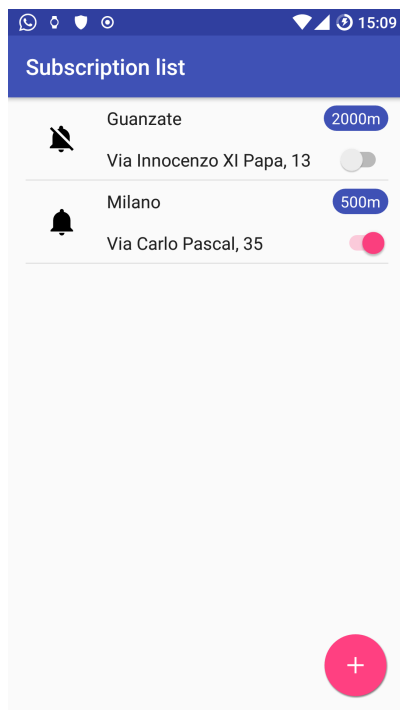 15:09
Subscription list
Guanzate 2000m
Via Innocenzo XI Papa, 13
Milano 500m
Via Carlo Pascal, 35